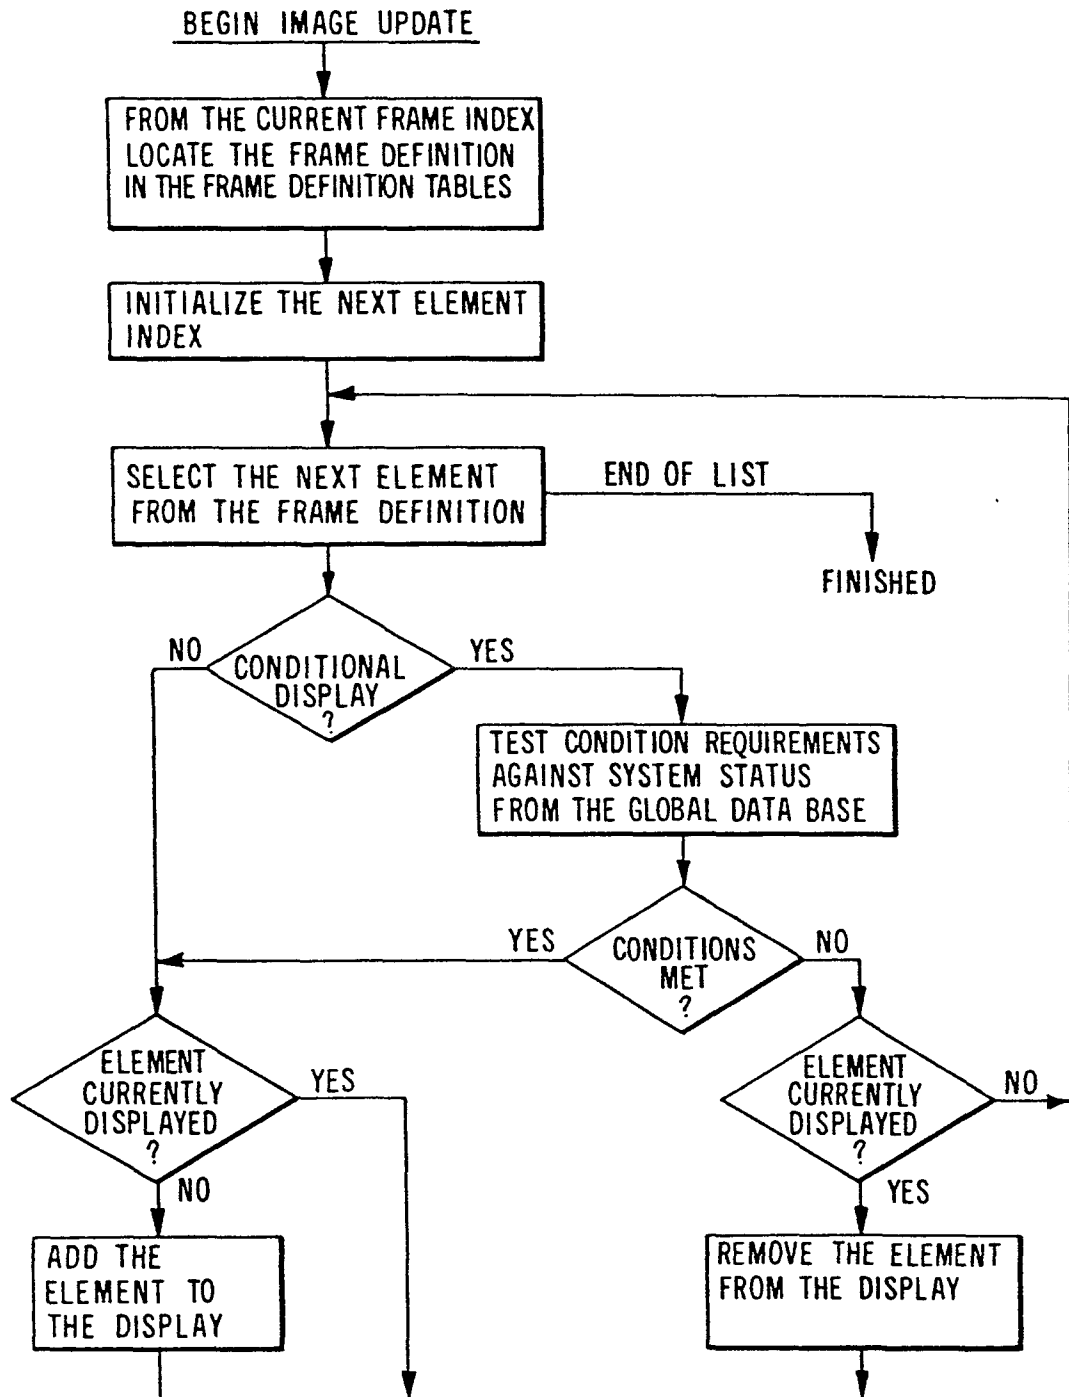 BEGIN IMAGE UPDATE
FROM THE CURRENT FRAME INDEX
LOCATE THE FRAME DEFINITION
IN THE FRAME DEFINITION TABLES
INITIALIZE THE NEXT ELEMENT
INDEX
SELECT THE NEXT ELEMENT
FROM THE FRAME DEFINITION
END OF LIST
FINISHED
NO
CONDITIONAL
DISPLAY
?
YES
TEST CONDITION REQUIREMENTS
AGAINST SYSTEM STATUS
FROM THE GLOBAL DATA BASE
YES
CONDITIONS
MET
?
NO
ELEMENT
CURRENTLY
DISPLAYED
?
YES
NO
ELEMENT
CURRENTLY
DISPLAYED
?
NO
YES
ADD THE
ELEMENT TO
THE DISPLAY
REMOVE THE ELEMENT
FROM THE DISPLAY